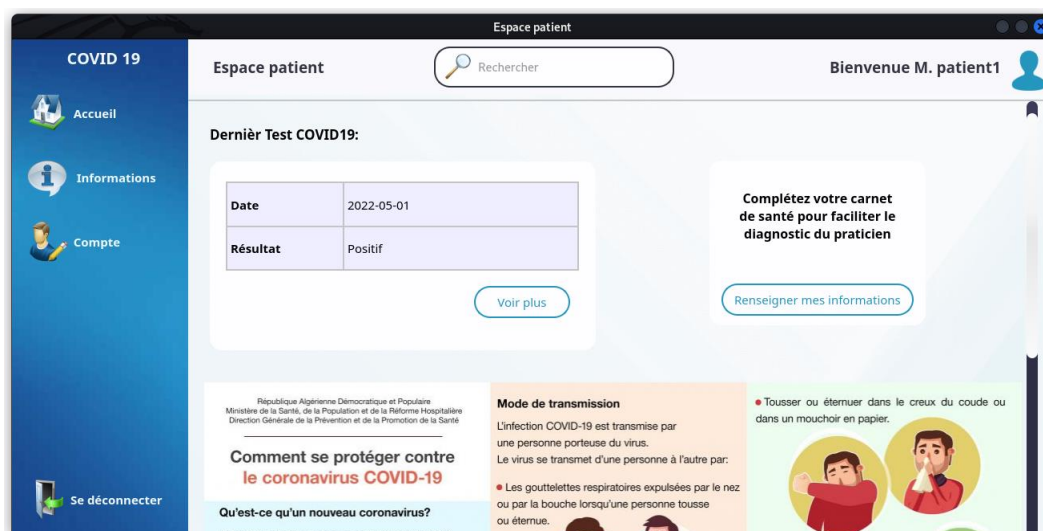 Espace patient
COVID 19
Espace patient
Rechercher
Bienvenue M. patient1
Accueil
Informations
Compte
Se déconnecter
Dernièr Test COVID19:
Date
2022-05-01
Résultat
Positif
Voir plus
Complétez votre carnet
de santé pour faciliter le
diagnostic du praticien
Renseigner mes informations
République Algérienne Démocratique et Populaire
Ministère de la Santé, de la Population et de la Réforme Hospitalière
Direction Générale de la Prévention et de la Promotion de la Santé
Comment se protéger contre
le coronavirus COVID-19
Qu'est-ce qu'un nouveau coronavirus?
Mode de transmission
L'infection COVID-19 est transmise par
une personne porteuse du virus.
Le virus se transmet d'une personne à l'autre par:
• Les gouttelettes respiratoires expulsées par le nez
ou par la bouche lorsqu'une personne tousse
ou éternue.
• Tousser ou éternuer dans le creux du coude ou
dans un mouchoir en papier.